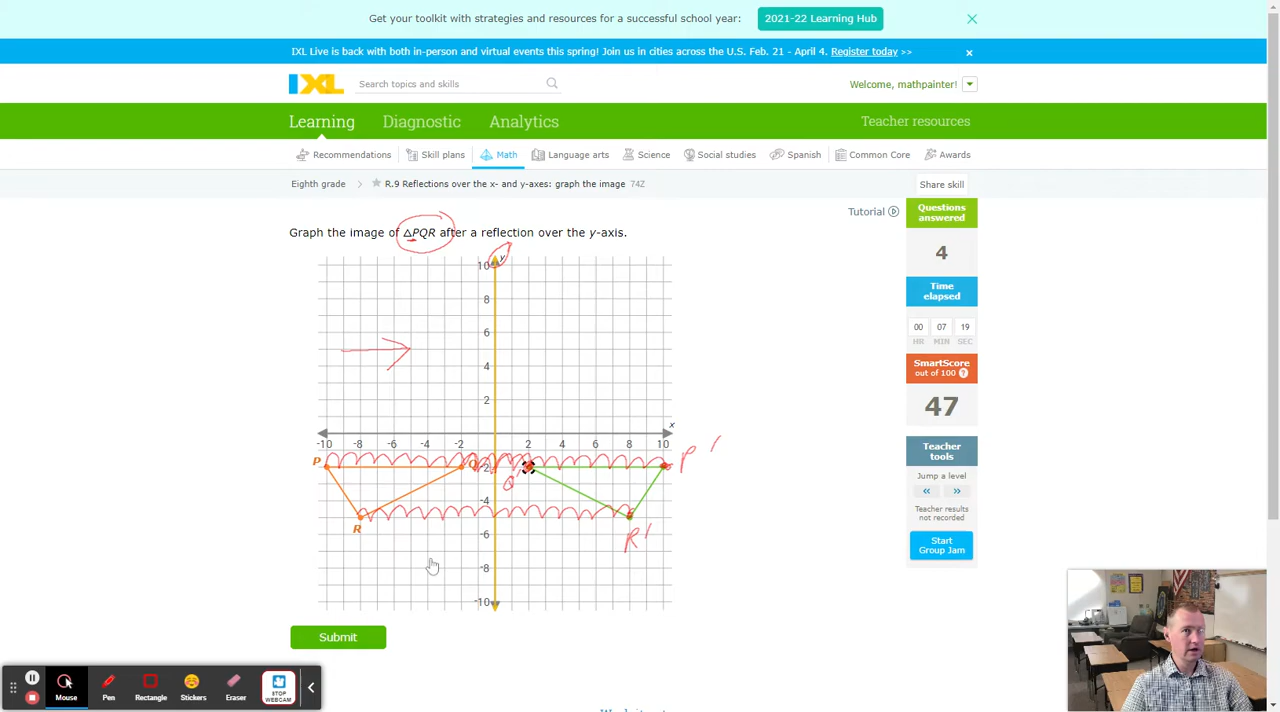 Get your toolkit with strategies and resources for a successful school year: 2021-22 Learning Hub
IXL Live is back with both in-person and virtual events this spring! Join us in cities across the U.S. Feb. 21 - April 4. Register today >>
IXL Search topics and skills Welcome, mathpainter!
Learning Diagnostic Analytics Teacher resources
Recommendations Skill plans Math Language arts Science Social studies Spanish Common Core Awards
Eighth grade R.9 Reflections over the x- and y-axes: graph the image 74Z Share skill
Tutorial
Questions
answered
4
Time
elapsed
00 07 19
HR MIN SEC
SmartScore
out of 100 ?
47
Teacher
tools
Jump a level
<< >>
Teacher results
not recorded
Start
Group Jam
Graph the image of △PQR after a reflection over the y-axis.
y
10
8
6
4
2
x
-10 -8 -6 -4 -2 2 4 6 8 10
P Q -2 P'
Q'
-4
R R'
-6
-8
-10
Submit
Mouse Pen Rectangle Stickers Eraser STOP WEBCAM